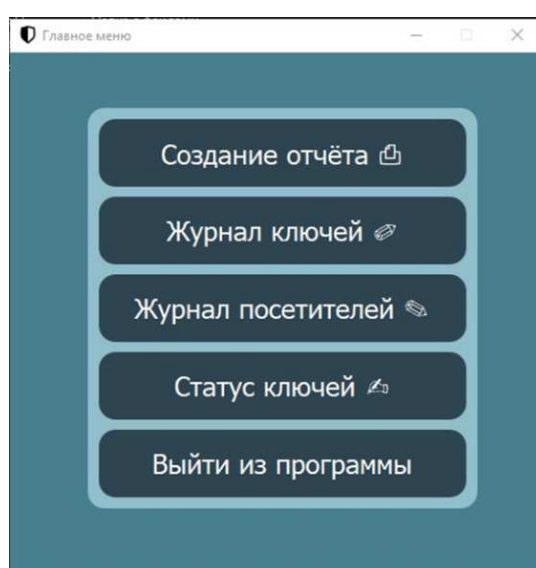 Главное меню
Создание отчёта
Журнал ключей
Журнал посетителей
Статус ключей
Выйти из программы